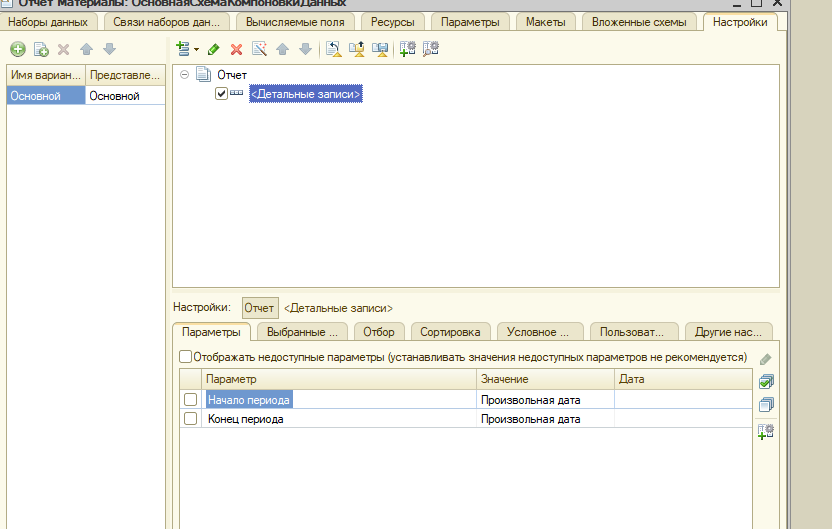 Отчет Материалы: ОсновнаяСхемаКомпоновкиДанных
Наборы данных Связи наборов дан... Вычисляемые поля Ресурсы Параметры Макеты Вложенные схемы Настройки
Имя вариан... Представле...
Основной Основной
Отчет
<Детальные записи>
Настройки: Отчет <Детальные записи>
Параметры Выбранные ... Отбор Сортировка Условное ... Пользоват... Другие нас...
Отображать недоступные параметры (устанавливать значения недоступных параметров не рекомендуется)
Параметр Значение Дата
Начало периода Произвольная дата
Конец периода Произвольная дата